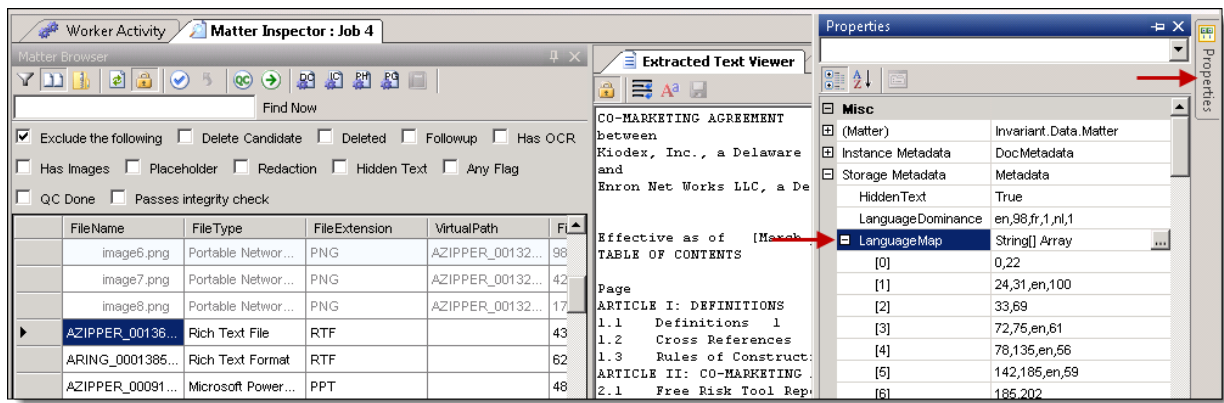 Worker Activity
Matter Inspector : Job 4
Matter Browser
Find Now
Exclude the following Delete Candidate Deleted Followup Has OCR
Has Images Placeholder Redaction Hidden Text Any Flag
QC Done Passes integrity check
FileName FileType FileExtension VirtualPath Fi
image6.png Portable Networ... PNG AZIPPER_00132... 98
image7.png Portable Networ... PNG AZIPPER_00132... 42
image8.png Portable Networ... PNG AZIPPER_00132... 17
AZIPPER_00136... Rich Text File RTF 43
ARING_0001385... Rich Text Format RTF 62
AZIPPER_00091... Microsoft Power... PPT 48
Extracted Text Viewer
CO-MARKETING AGREEMENT
between
Kiodex, Inc., a Delaware
and
Enron Net Works LLC, a De
Effective as of [March
TABLE OF CONTENTS
Page
ARTICLE I: DEFINITIONS
1.1 Definitions 1
1.2 Cross References
1.3 Rules of Construct
ARTICLE II: CO-MARKETING
2.1 Free Risk Tool Rep
Properties
Misc
(Matter) Invariant.Data.Matter
Instance Metadata DocMetadata
Storage Metadata Metadata
HiddenText True
LanguageDominance en,98,fr,1,nl,1
LanguageMap String[] Array ...
[0] 0,22
[1] 24,31,en,100
[2] 33,69
[3] 72,75,en,61
[4] 78,135,en,56
[5] 142,185,en,59
[6] 185,202
Properties